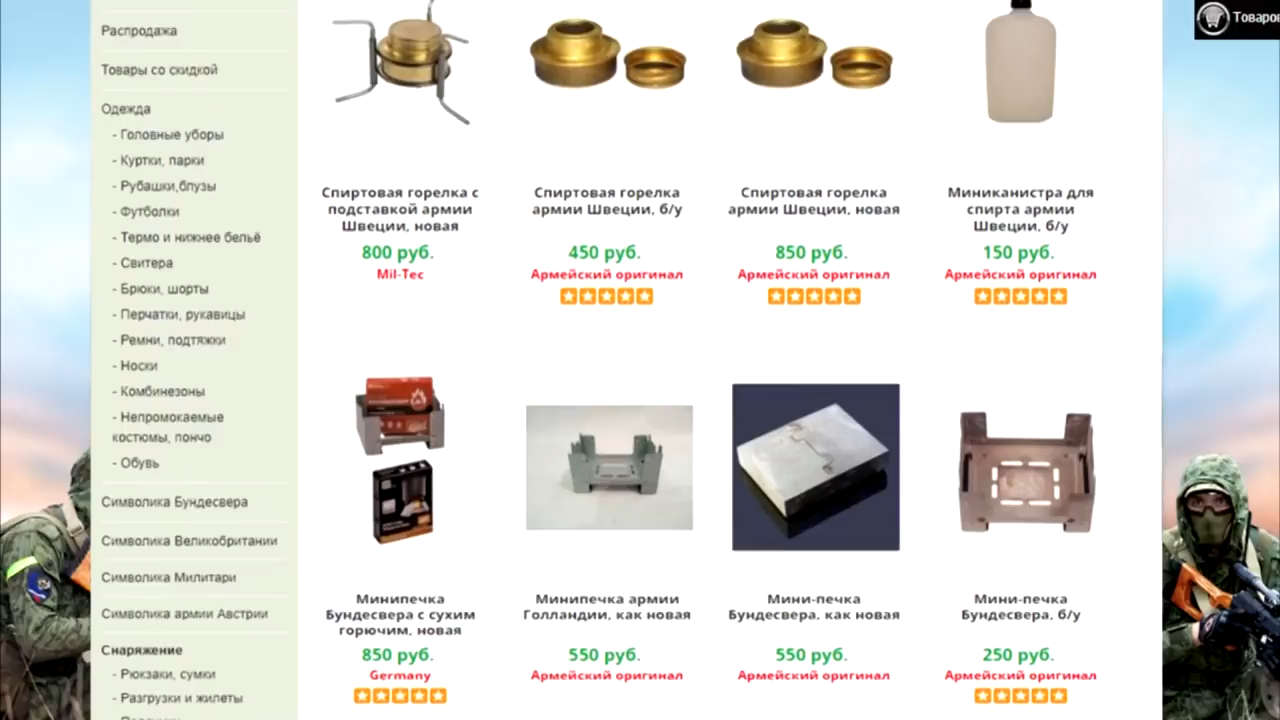 Распродажа
Товары со скидкой
Одежда
- Головные уборы
- Куртки, парки
- Рубашки,блузы
- Футболки
- Термо и нижнее бельё
- Свитера
- Брюки, шорты
- Перчатки, рукавицы
- Ремни, подтяжки
- Носки
- Комбинезоны
- Непромокаемые
костюмы, пончо
- Обувь
Символика Бундесвера
Символика Великобритании
Символика Милитари
Символика армии Австрии
Снаряжение
- Рюкзаки, сумки
- Разгрузки и жилеты
Спиртовая горелка с
подставкой армии
Швеции, новая
800 руб.
Mil-Tec
Спиртовая горелка
армии Швеции, б/у
450 руб.
Армейский оригинал
Спиртовая горелка
армии Швеции, новая
850 руб.
Армейский оригинал
Миниканистра для
спирта армии
Швеции, б/у
150 руб.
Армейский оригинал
Минипечка
Бундесвера с сухим
горючим, новая
850 руб.
Germany
Минипечка армии
Голландии, как новая
550 руб.
Армейский оригинал
Мини-печка
Бундесвера, как новая
550 руб.
Армейский оригинал
Мини-печка
Бундесвера, б/у
250 руб.
Армейский оригинал
Товаров